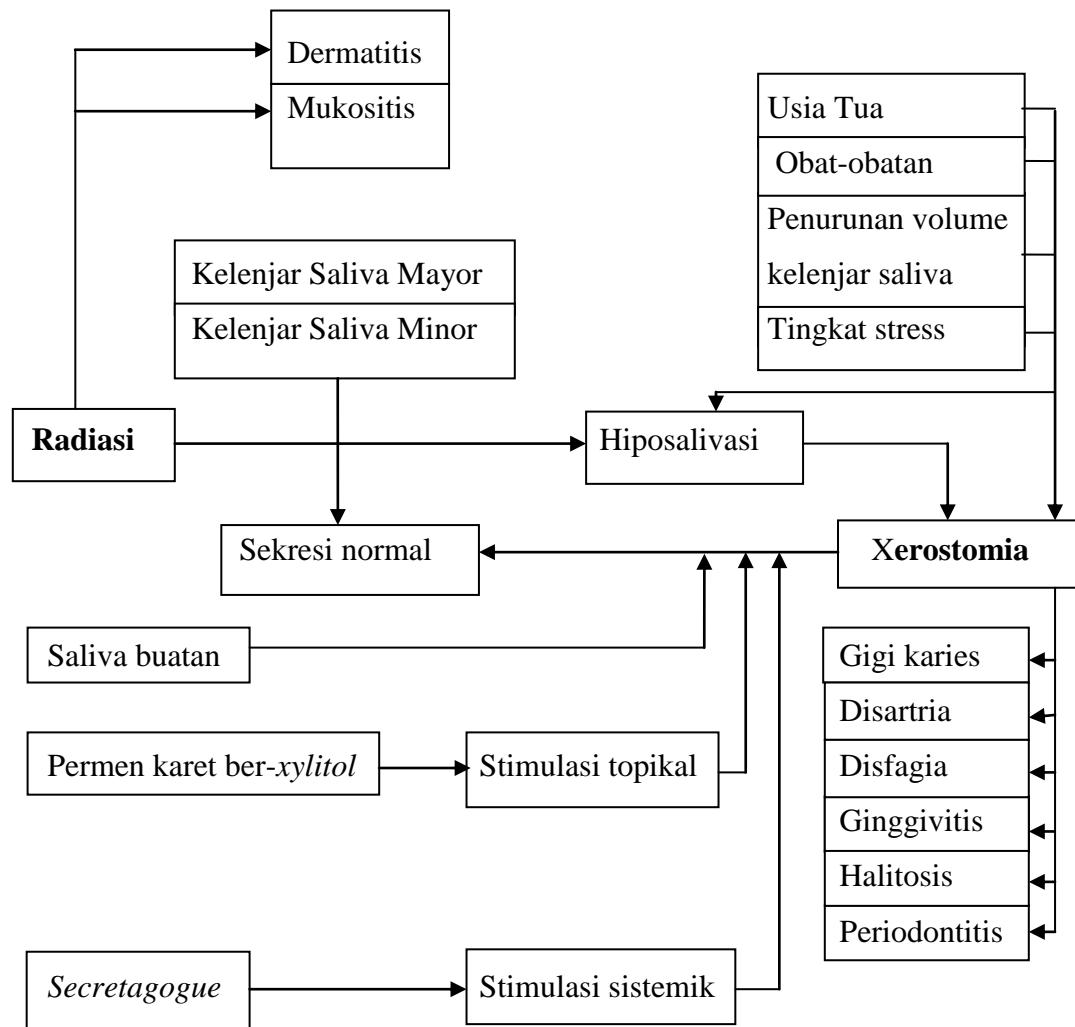 Dermatitis
Mukositis
Usia Tua
Obat-obatan
Penurunan volume
kelenjar saliva
Tingkat stress
Kelenjar Saliva Mayor
Kelenjar Saliva Minor
Radiasi
Hiposalivasi
Sekresi normal
Xerostomia
Saliva buatan
Permen karet ber-xylitol
Stimulasi topikal
Secretagogue
Stimulasi sistemik
Gigi karies
Disartria
Disfagia
Ginggivitis
Halitosis
Periodontitis